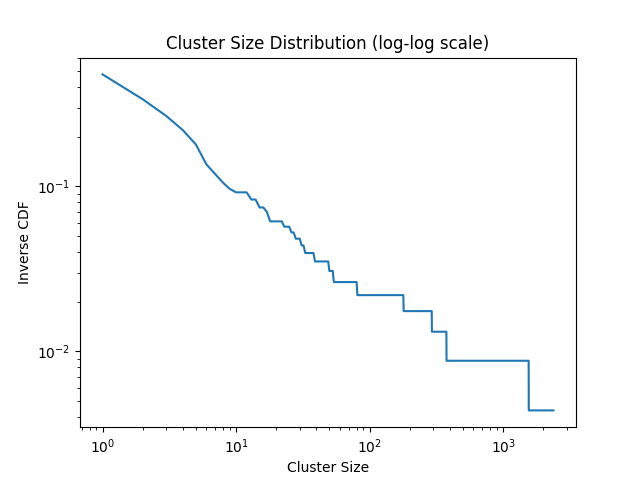 Cluster Size Distribution (log-log scale)
Inverse CDF
10⁻¹
10⁻²
10⁰ 10¹ 10² 10³
Cluster Size